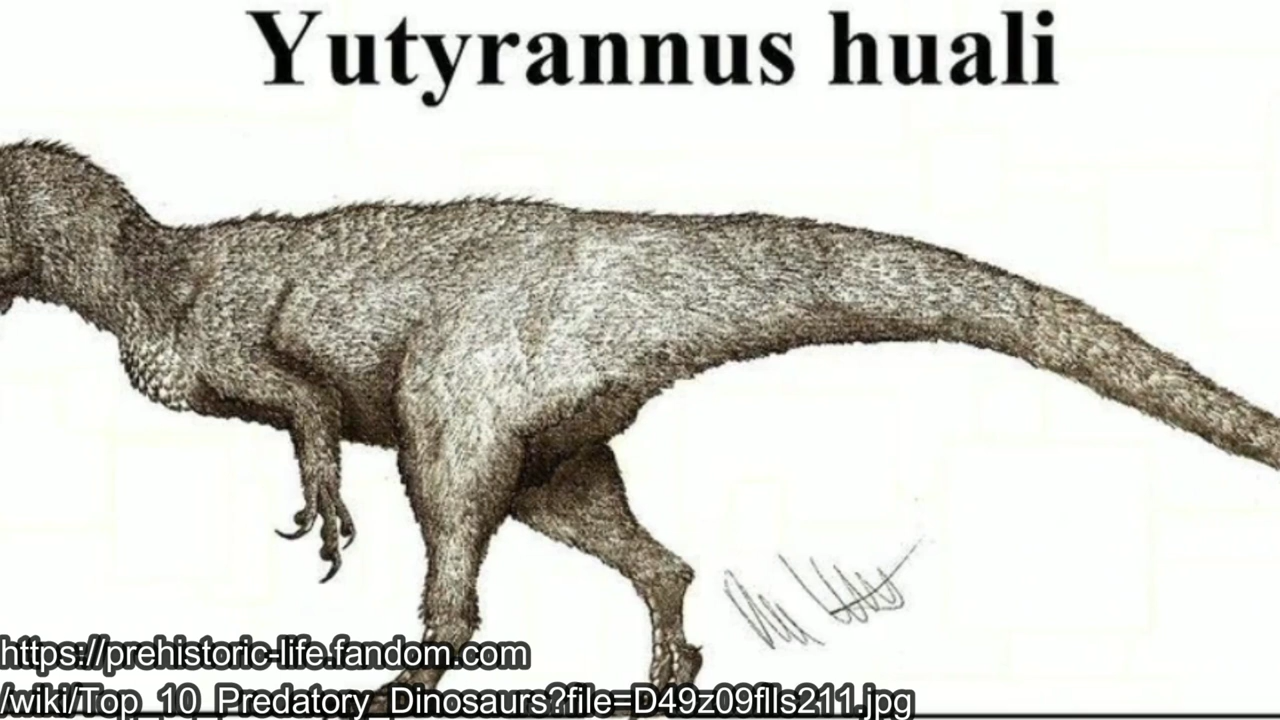 Yutyrannus huali
https://prehistoric-life.fandom.com
/wiki/Top_10_Predatory_Dinosaurs?file=D49z09flls211.jpg